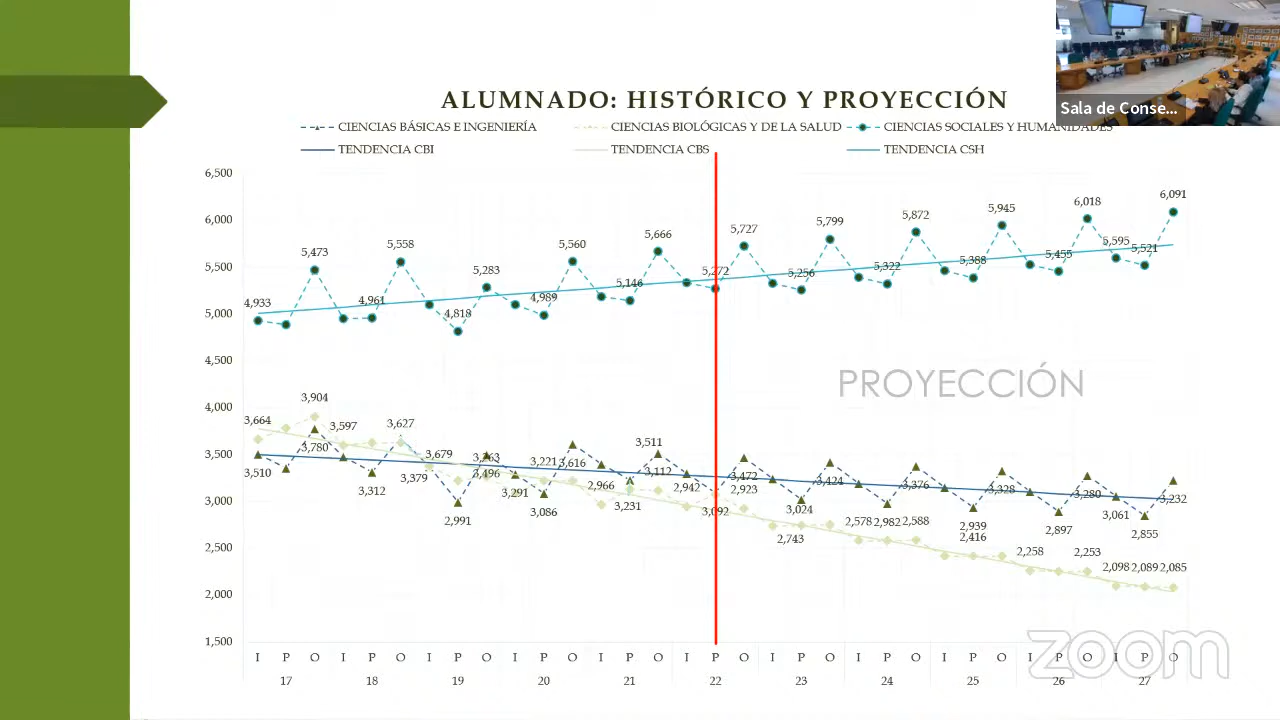 ALUMNADO: HISTÓRICO Y PROYECCIÓN
Sala de Conse...
CIENCIAS BÁSICAS E INGENIERÍA CIENCIAS BIOLÓGICAS Y DE LA SALUD CIENCIAS SOCIALES Y HUMANIDADES
TENDENCIA CBI TENDENCIA CBS TENDENCIA CSH
6,500
6,000
5,500
5,000
4,500
4,000
3,500
3,000
2,500
2,000
1,500
4,933 5,473 4,961 5,558 4,818 5,283 4,989 5,560 5,146 5,666 5,272 5,727 5,256 5,799 5,322 5,872 5,388 5,945 5,455 6,018 5,595 5,521 6,091
PROYECCIÓN
3,664 3,904 3,597 3,627 3,379 3,263 3,291 3,221 2,966 3,112 2,942 2,923 2,743 2,578 2,588 2,416 2,258 2,253 2,098 2,089 2,085
3,510 3,780 3,312 3,679 2,991 3,496 3,086 3,616 3,231 3,511 3,092 3,472 3,024 3,424 2,982 3,376 2,939 3,328 2,897 3,280 3,061 2,855 3,232
I P O I P O I P O I P O I P O I P O I P O I P O I P O I P O I P O
17 18 19 20 21 22 23 24 25 26 27
zoom